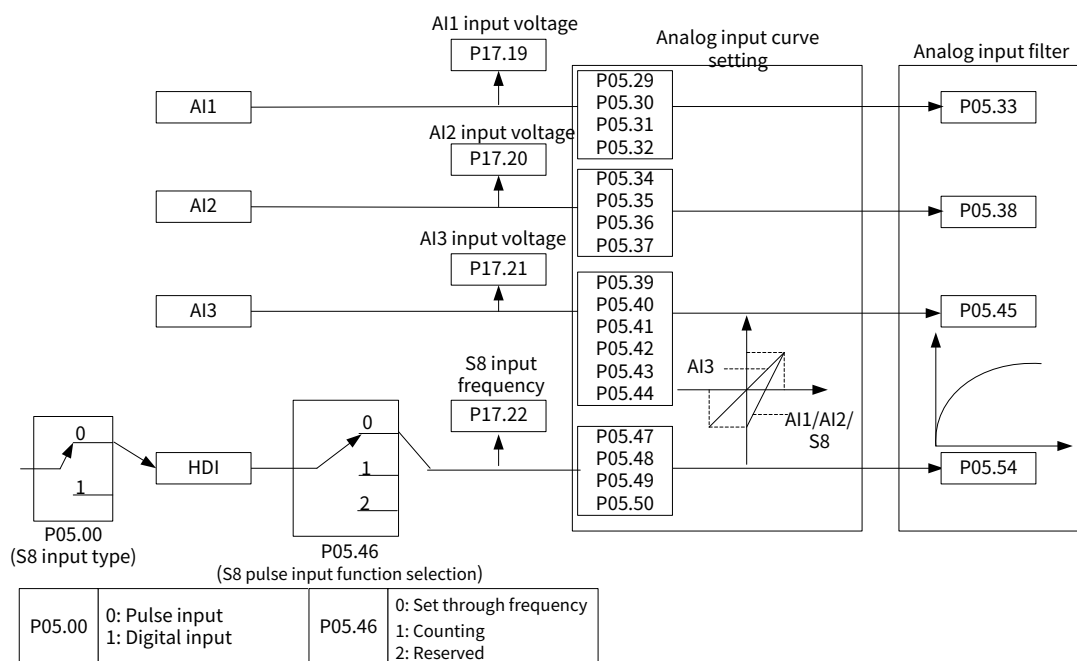 AI1 input voltage
P17.19
Analog input curve
setting
Analog input filter
AI1
P05.29
P05.30
P05.31
P05.32
P05.33
AI2 input voltage
P17.20
AI2
P05.34
P05.35
P05.36
P05.37
P05.38
AI3 input voltage
P17.21
AI3
P05.39
P05.40
P05.41
P05.42
P05.43
P05.44
P05.45
AI3
AI1/AI2/
S8
S8 input
frequency
P17.22
0
1
P05.00
(S8 input type)
HDI
0
1
2
P05.46
(S8 pulse input function selection)
P05.47
P05.48
P05.49
P05.50
P05.54
P05.00
0: Pulse input
1: Digital input
P05.46
0: Set through frequency
1: Counting
2: Reserved